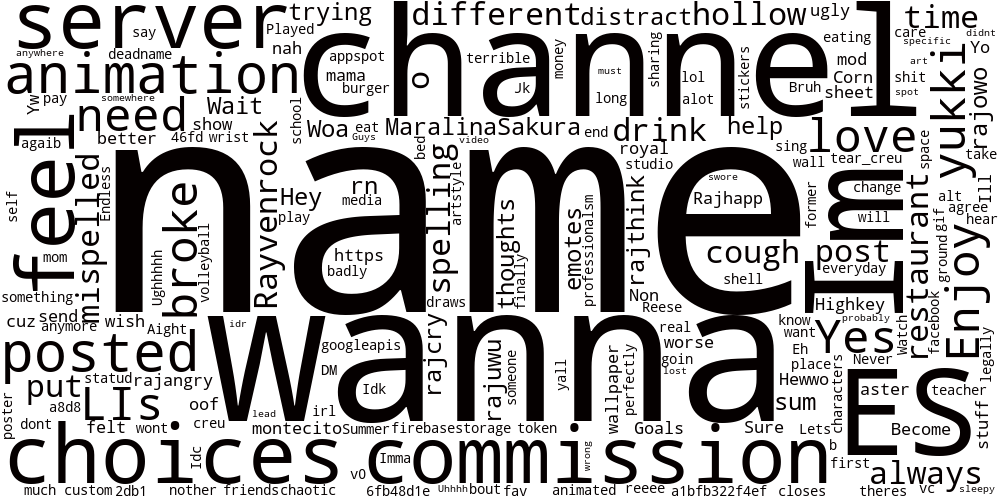 server
channel
different
distract
hollow
ugly
time
trying
Played
say
nah
anywhere
deadname
animation
appspot
mama
burger
o
terrible
Jk
money
must
long
sharing
lol
alot
stickers
Bruh
eating
mod
Corn
sheet
care
specific
art
shit
spot
didnt
Yo
rajowo
yukki
Enjoy
Yw
pay
somewhere
need
Wait
show
school
better
46fd
wrist
Woa
eat
Guys
MaralinaSakura
video
end
drink
help
love
royal
studio
sing
wall
tear_creu
space
take
agaib
feel
self
mom
misspelled
Endless
broke
Ughhhhh
volleyball
Rayvenrock
Hey
play
rn
media
https
badly
name
bed
spelling
artstyle
draws
thoughts
finally
emotes
professionalsm
rajthink
Non
Reese
swore
Rajhapp
cough
shell
former
Imm
change
will
post
everyday
Highkey
restaurant
alt
agree
hear
Ill
gif
ground
facebook
legally
something
cuz
send
anymore
wish
Aight
idr
posted
googleapis
DM
Idk
rajcry
wanna
rajuwu
someone
yall
wallpaper
perfectly
real
worse
goin
lost
know
want
Eh
place
Hewwo
sum
probably
Yes
Never
Watch
characters
put
statud
rajangry
a8d8
LIs
oof
lead
irl
poster
dont
felt
wont
creu
montecito
Summer
firebasestorage
token
Goals
Sure
Lets
b
ES
aster
teacher
Become
stuff
choices
Idc
v0
Imma
commission
wrong
first
always
much
custom
2db1
nother
friends
chaotic
6fb48d1e
Uhhhh
bout
fav
animated
reeee
a1bfb322f4ef
closes
theres
vc
sleepy